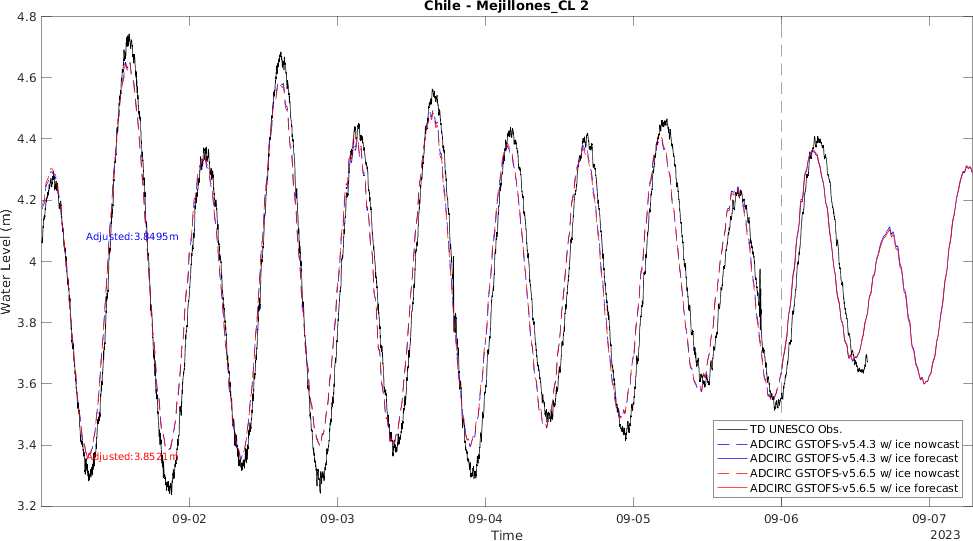 Chile - Mejillones_CL 2
4.8
4.6
4.4
4.2
4
3.8
3.6
3.4
3.2
Water Level (m)
Adjusted:3.8495m
Adjusted:3.8521m
TD UNESCO Obs.
ADCIRC GSTOFS-v5.4.3 w/ ice nowcast
ADCIRC GSTOFS-v5.4.3 w/ ice forecast
ADCIRC GSTOFS-v5.6.5 w/ ice nowcast
ADCIRC GSTOFS-v5.6.5 w/ ice forecast
09-02 09-03 09-04 09-05 09-06 09-07
Time
2023